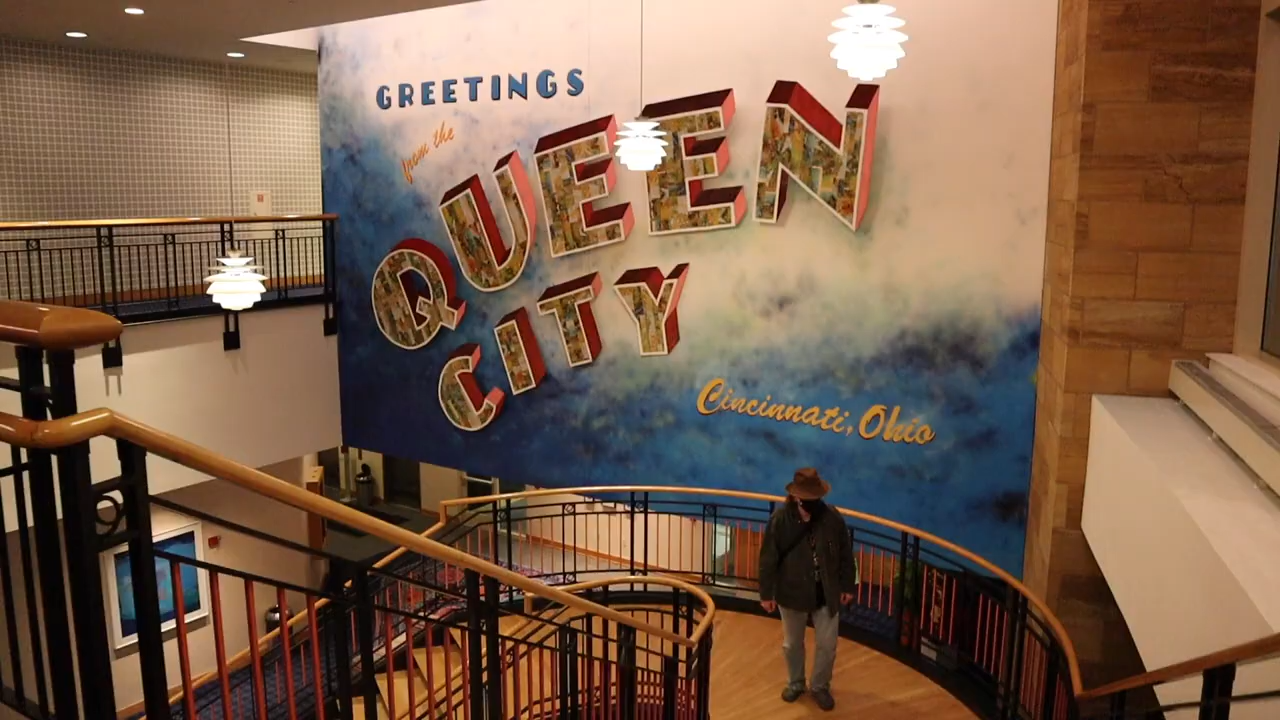 GREETINGS
from the
QUEEN
CITY
Cincinnati, Ohio